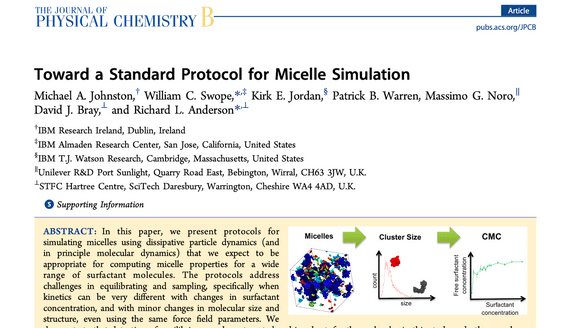 THE JOURNAL OF
PHYSICAL CHEMISTRY B
Article
pubs.acs.org/JPCB
Toward a Standard Protocol for Micelle Simulation
Michael A. Johnston,† William C. Swope,*,‡ Kirk E. Jordan,§ Patrick B. Warren, Massimo G. Noro,∥
David J. Bray,⊥ and Richard L. Anderson*,⊥
†IBM Research Ireland, Dublin, Ireland
‡IBM Almaden Research Center, San Jose, California, United States
§IBM T.J. Watson Research, Cambridge, Massachusetts, United States
∥Unilever R&D Port Sunlight, Quarry Road East, Bebington, Wirral, CH63 3JW, U.K.
⊥STFC Hartree Centre, SciTech Daresbury, Warrington, Cheshire WA4 4AD, U.K.
S Supporting Information
ABSTRACT: In this paper, we present protocols for
simulating micelles using dissipative particle dynamics (and
in principle molecular dynamics) that we expect to be
appropriate for computing micelle properties for a wide
range of surfactant molecules. The protocols address
challenges in equilibrating and sampling, specifically when
kinetics can be very different with changes in surfactant
concentration, and with minor changes in molecular size and
structure, even using the same force field parameters. We
Micelles
Cluster Size
CMC
count
size
Free surfactant
concentration
Surfactant
concentration